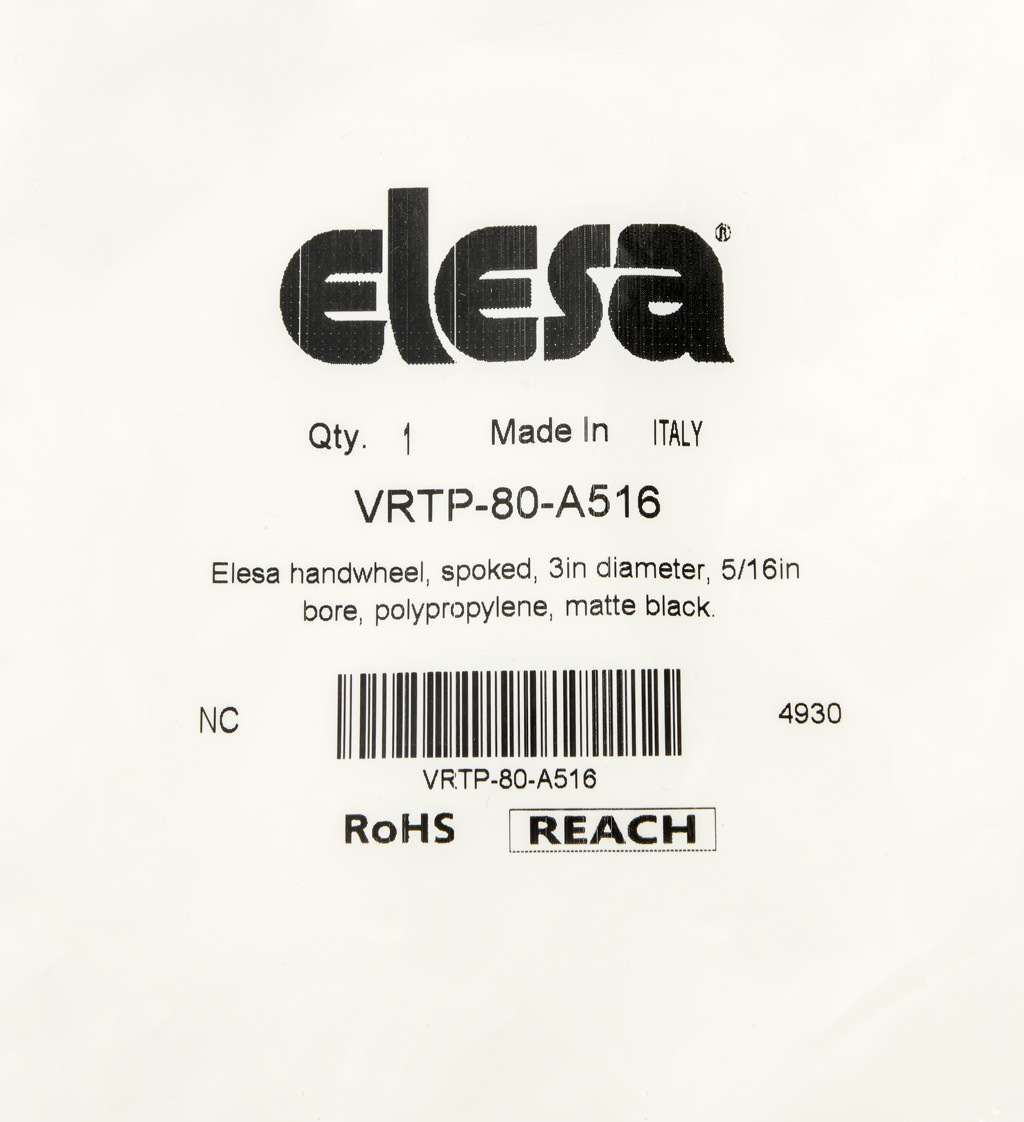 elesa®
Qty. 1 Made In ITALY
VRTP-80-A516
Elesa handwheel, spoked, 3in diameter, 5/16in
bore, polypropylene, matte black.
NC 4930
VRTP-80-A516
RoHS REACH